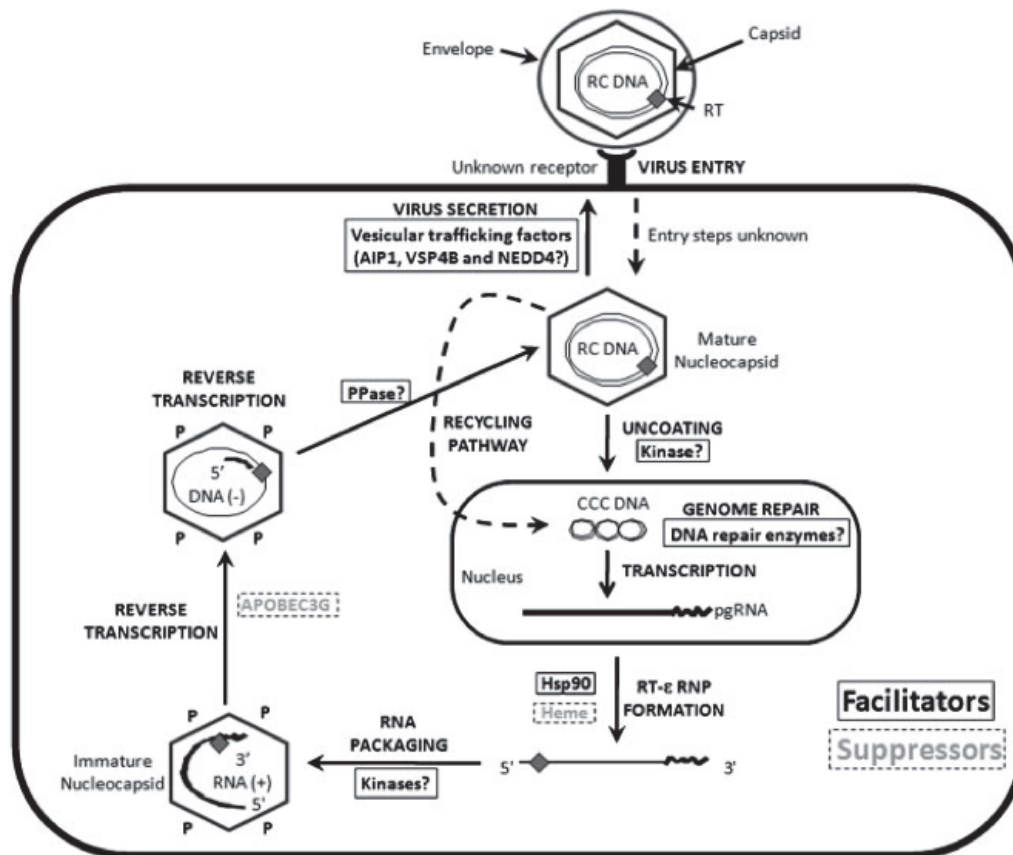 Envelope
Capsid
RC DNA
RT
Unknown receptor
VIRUS ENTRY
VIRUS SECRETION
Vesicular trafficking factors
(AIP1, VSP4B and NEDD4?)
Entry steps unknown
RC DNA
Mature
Nucleocapsid
REVERSE
TRANSCRIPTION
PPase?
P P
5'
DNA (-)
P P
RECYCLING
PATHWAY
UNCOATING
Kinase?
CCC DNA
GENOME REPAIR
DNA repair enzymes?
Nucleus
TRANSCRIPTION
pgRNA
REVERSE
TRANSCRIPTION
APOBEC3G
Hsp90
Heme
RT-ε RNP
FORMATION
Facilitators
Suppressors
RNA
PACKAGING
Kinases?
5' 3'
Immature
Nucleocapsid
P P
3'
RNA (+)
5'
P P